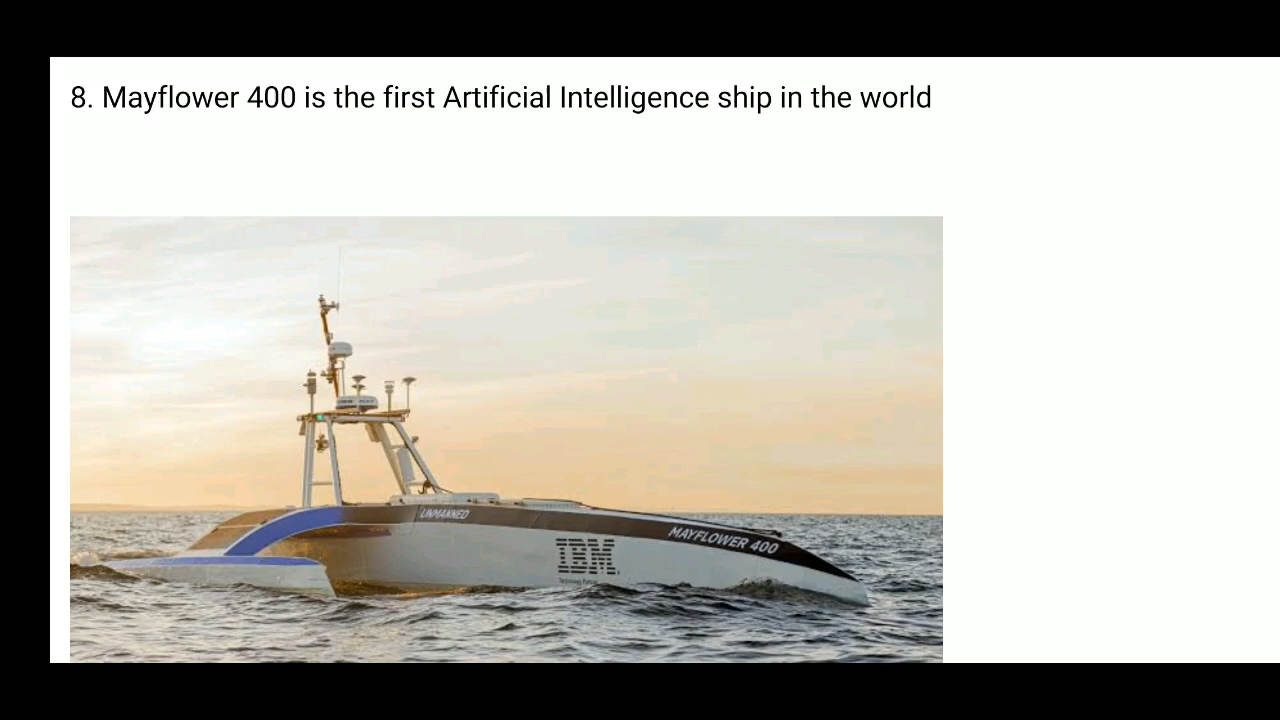 8. Mayflower 400 is the first Artificial Intelligence ship in the world
UNMANNED
MAYFLOWER 400
IBM